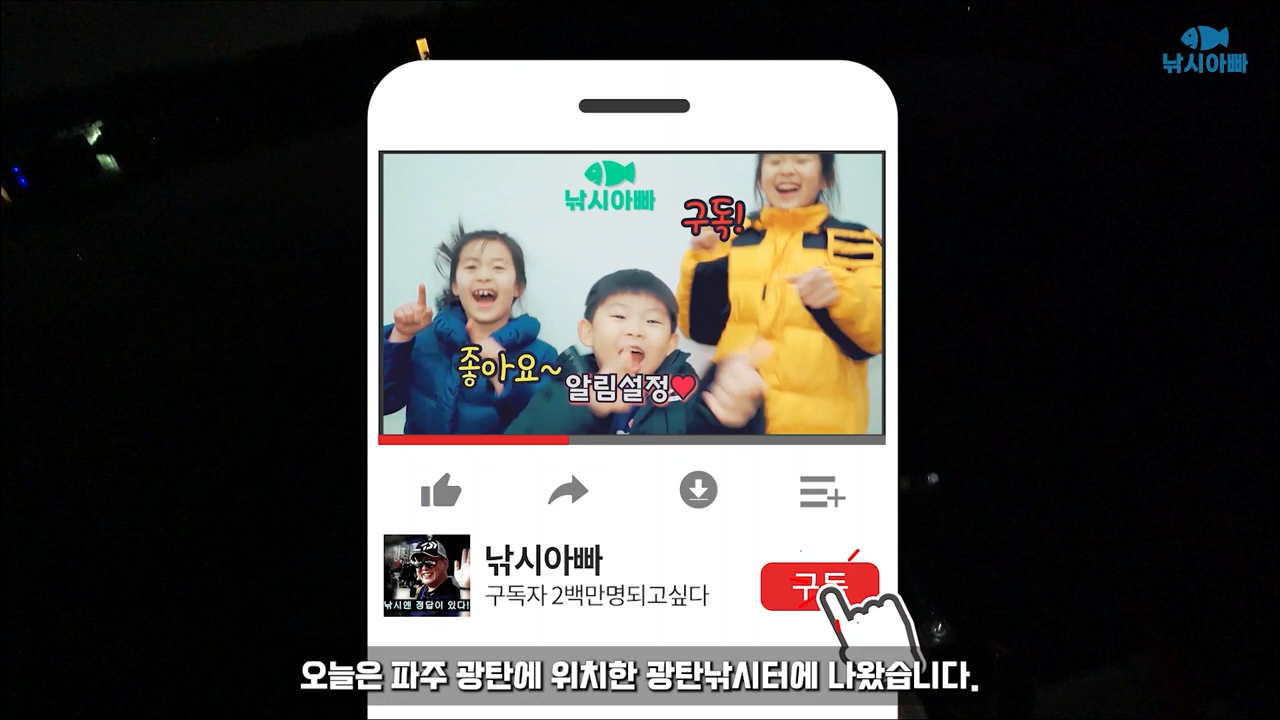 낚시아빠
낚시아빠
구독!
좋아요~
알림설정
낚시아빠
구독자 2백만명되고싶다
낚시엔 정답이 있다!
구독
오늘은 파주 광탄에 위치한 광탄낚시터에 나왔습니다.